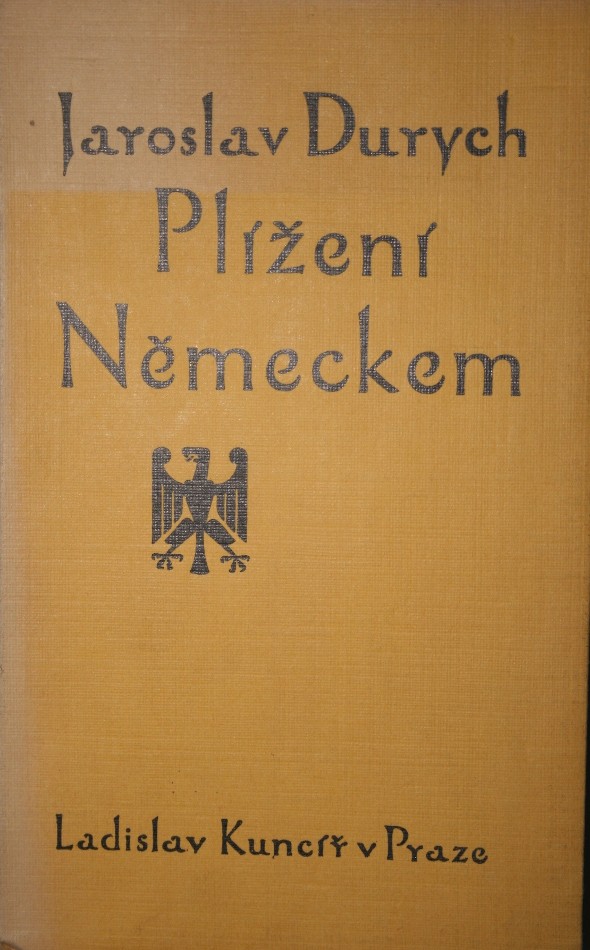 Jaroslav Durych
Plížení
Německem
Ladislav Kuncíř v Praze